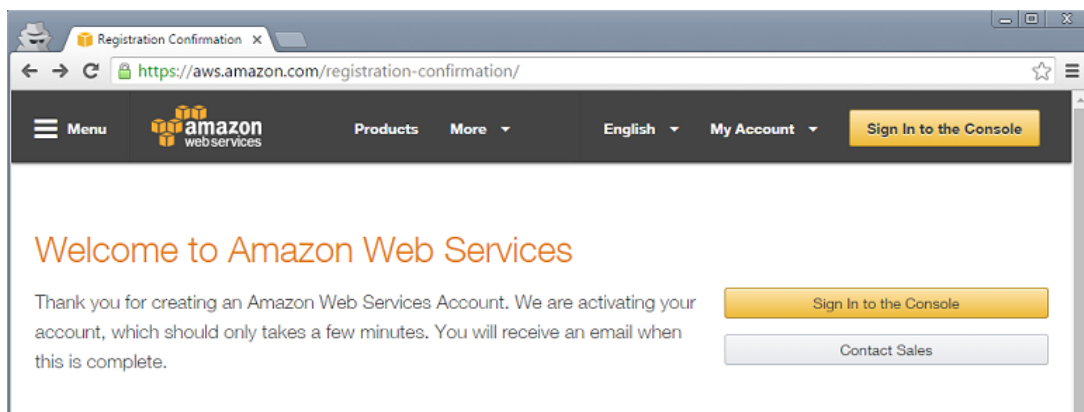 Registration Confirmation
https://aws.amazon.com/registration-confirmation/
Menu
amazon
webservices
Products
More
English
My Account
Sign In to the Console
Welcome to Amazon Web Services
Thank you for creating an Amazon Web Services Account. We are activating your
account, which should only takes a few minutes. You will receive an email when
this is complete.
Sign In to the Console
Contact Sales